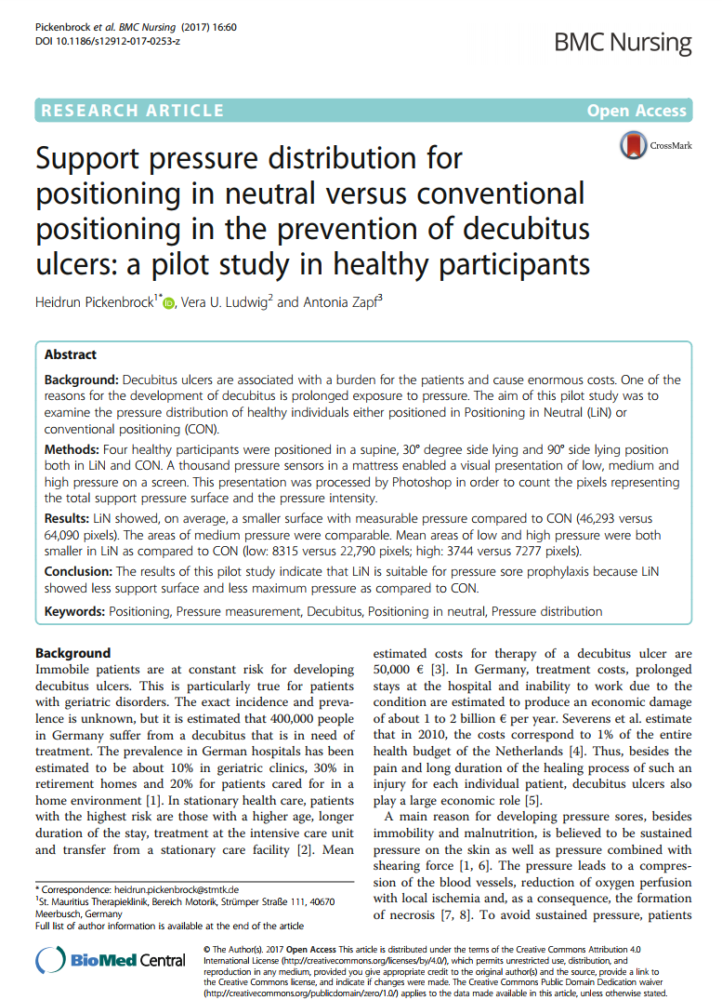 Pickenbrock et al. BMC Nursing (2017) 16:60
DOI 10.1186/s12912-017-0253-z
BMC Nursing
RESEARCH ARTICLE
Open Access
CrossMark
Support pressure distribution for
positioning in neutral versus conventional
positioning in the prevention of decubitus
ulcers: a pilot study in healthy participants
Heidrun Pickenbrock1* iD, Vera U. Ludwig2 and Antonia Zapf3
Abstract
Background: Decubitus ulcers are associated with a burden for the patients and cause enormous costs. One of the
reasons for the development of decubitus is prolonged exposure to pressure. The aim of this pilot study was to
examine the pressure distribution of healthy individuals either positioned in Positioning in Neutral (LiN) or
conventional positioning (CON).
Methods: Four healthy participants were positioned in a supine, 30° degree side lying and 90° side lying position
both in LiN and CON. A thousand pressure sensors in a mattress enabled a visual presentation of low, medium and
high pressure on a screen. This presentation was processed by Photoshop in order to count the pixels representing
the total support pressure surface and the pressure intensity.
Results: LiN showed, on average, a smaller surface with measurable pressure compared to CON (46,293 versus
64,090 pixels). The areas of medium pressure were comparable. Mean areas of low and high pressure were both
smaller in LiN as compared to CON (low: 8315 versus 22,790 pixels; high: 3744 versus 7277 pixels).
Conclusion: The results of this pilot study indicate that LiN is suitable for pressure sore prophylaxis because LiN
showed less support surface and less maximum pressure as compared to CON.
Keywords: Positioning, Pressure measurement, Decubitus, Positioning in neutral, Pressure distribution
Background
Immobile patients are at constant risk for developing
decubitus ulcers. This is particularly true for patients
with geriatric disorders. The exact incidence and preva-
lence is unknown, but it is estimated that 400,000 people
in Germany suffer from a decubitus that is in need of
treatment. The prevalence in German hospitals has been
estimated to be about 10% in geriatric clinics, 30% in
retirement homes and 20% for patients cared for in a
home environment [1]. In stationary health care, patients
with the highest risk are those with a higher age, longer
duration of the stay, treatment at the intensive care unit
and transfer from a stationary care facility [2]. Mean
estimated costs for therapy of a decubitus ulcer are
50,000 € [3]. In Germany, treatment costs, prolonged
stays at the hospital and inability to work due to the
condition are estimated to produce an economic damage
of about 1 to 2 billion € per year. Severens et al. estimate
that in 2010, the costs correspond to 1% of the entire
health budget of the Netherlands [4]. Thus, besides the
pain and long duration of the healing process of such an
injury for each individual patient, decubitus ulcers also
play a large economic role [5].
A main reason for developing pressure sores, besides
immobility and malnutrition, is believed to be sustained
pressure on the skin as well as pressure combined with
shearing force [1, 6]. The pressure leads to a compres-
sion of the blood vessels, reduction of oxygen perfusion
with local ischemia and, as a consequence, the formation
of necrosis [7, 8]. To avoid sustained pressure, patients
* Correspondence: heidrun.pickenbrock@stmtk.de
1St. Mauritius Therapieklinik, Bereich Motorik, Strümper Straße 111, 40670
Meerbusch, Germany
Full list of author information is available at the end of the article
BioMed Central
© The Author(s). 2017 Open Access This article is distributed under the terms of the Creative Commons Attribution 4.0
International License (http://creativecommons.org/licenses/by/4.0/), which permits unrestricted use, distribution, and
reproduction in any medium, provided you give appropriate credit to the original author(s) and the source, provide a link to
the Creative Commons license, and indicate if changes were made. The Creative Commons Public Domain Dedication waiver
(http://creativecommons.org/publicdomain/zero/1.0/) applies to the data made available in this article, unless otherwise stated.